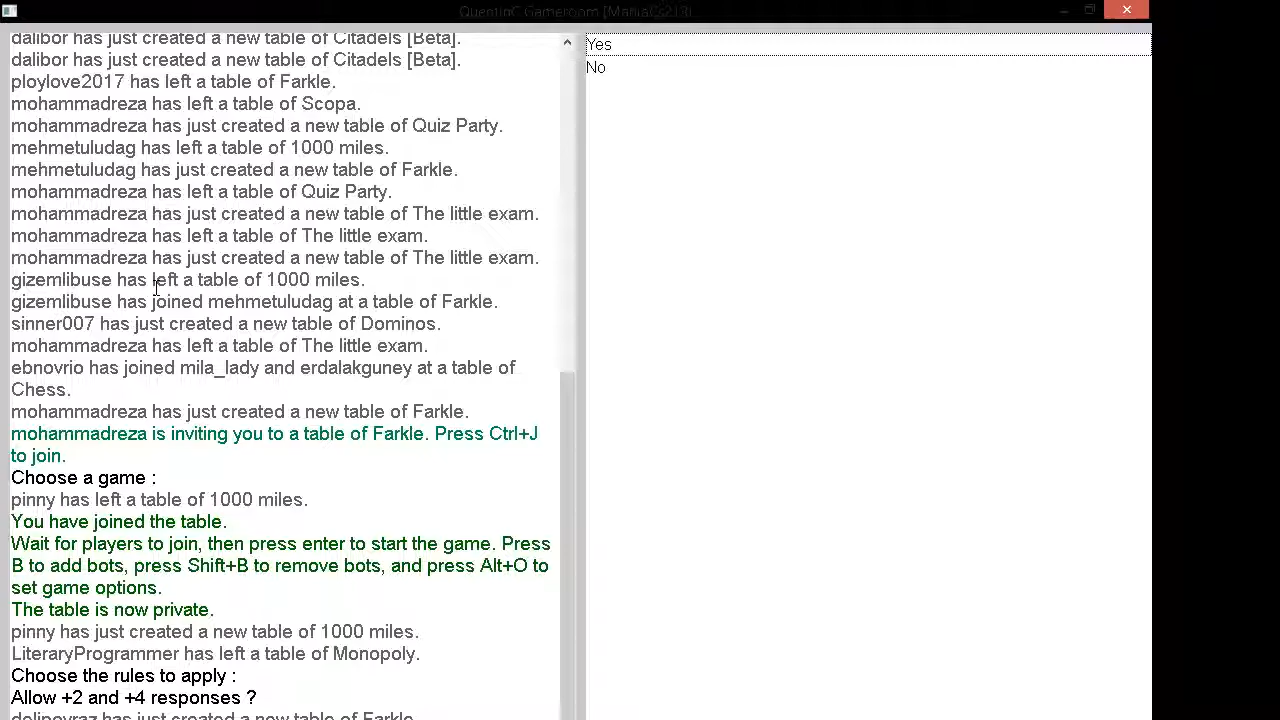 QuentinC Gameroom
dalibor has just created a new table of Citadels [Beta].
dalibor has just created a new table of Citadels [Beta].
ploylove2017 has left a table of Farkle.
mohammadreza has left a table of Scopa.
mohammadreza has just created a new table of Quiz Party.
mehmetuludag has left a table of 1000 miles.
mehmetuludag has just created a new table of Farkle.
mohammadreza has left a table of Quiz Party.
mohammadreza has just created a new table of The little exam.
mohammadreza has left a table of The little exam.
mohammadreza has just created a new table of The little exam.
gizemlibuse has left a table of 1000 miles.
gizemlibuse has joined mehmetuludag at a table of Farkle.
sinner007 has just created a new table of Dominos.
mohammadreza has left a table of The little exam.
ebnovrio has joined mila_lady and erdalakguney at a table of
Chess.
mohammadreza has just created a new table of Farkle.
mohammadreza is inviting you to a table of Farkle. Press Ctrl+J
to join.
Choose a game :
pinny has left a table of 1000 miles.
You have joined the table.
Wait for players to join, then press enter to start the game. Press
B to add bots, press Shift+B to remove bots, and press Alt+O to
set game options.
The table is now private.
pinny has just created a new table of 1000 miles.
LiteraryProgrammer has left a table of Monopoly.
Choose the rules to apply :
Allow +2 and +4 responses ?
has just created a new table of Farkle.
Yes
No